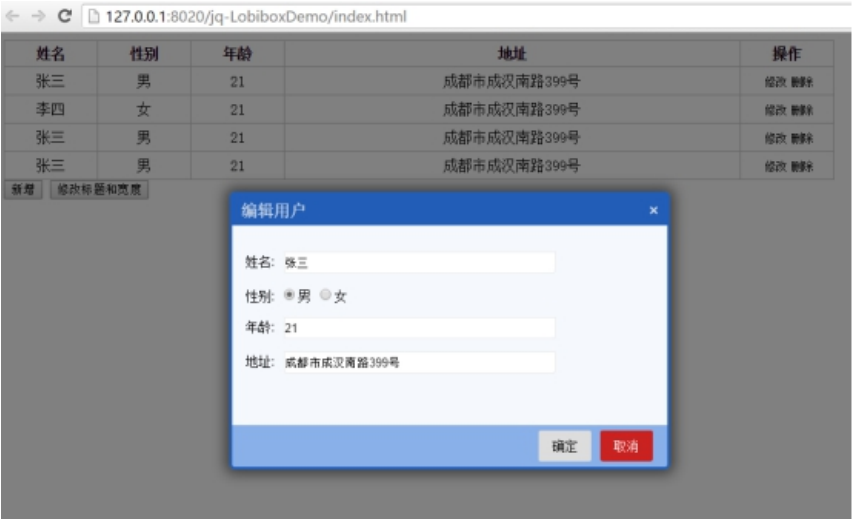 127.0.0.1:8020/jq-LobiboxDemo/index.html
姓名 性别 年龄 地址 操作
张三 男 21 成都市成汉南路399号 修改 删除
李四 女 21 成都市成汉南路399号 修改 删除
张三 男 21 成都市成汉南路399号 修改 删除
张三 男 21 成都市成汉南路399号 修改 删除
新增 修改标题和宽度
编辑用户 ×
姓名: 张三
性别: 男 女
年龄: 21
地址: 成都市成汉南路399号
确定 取消